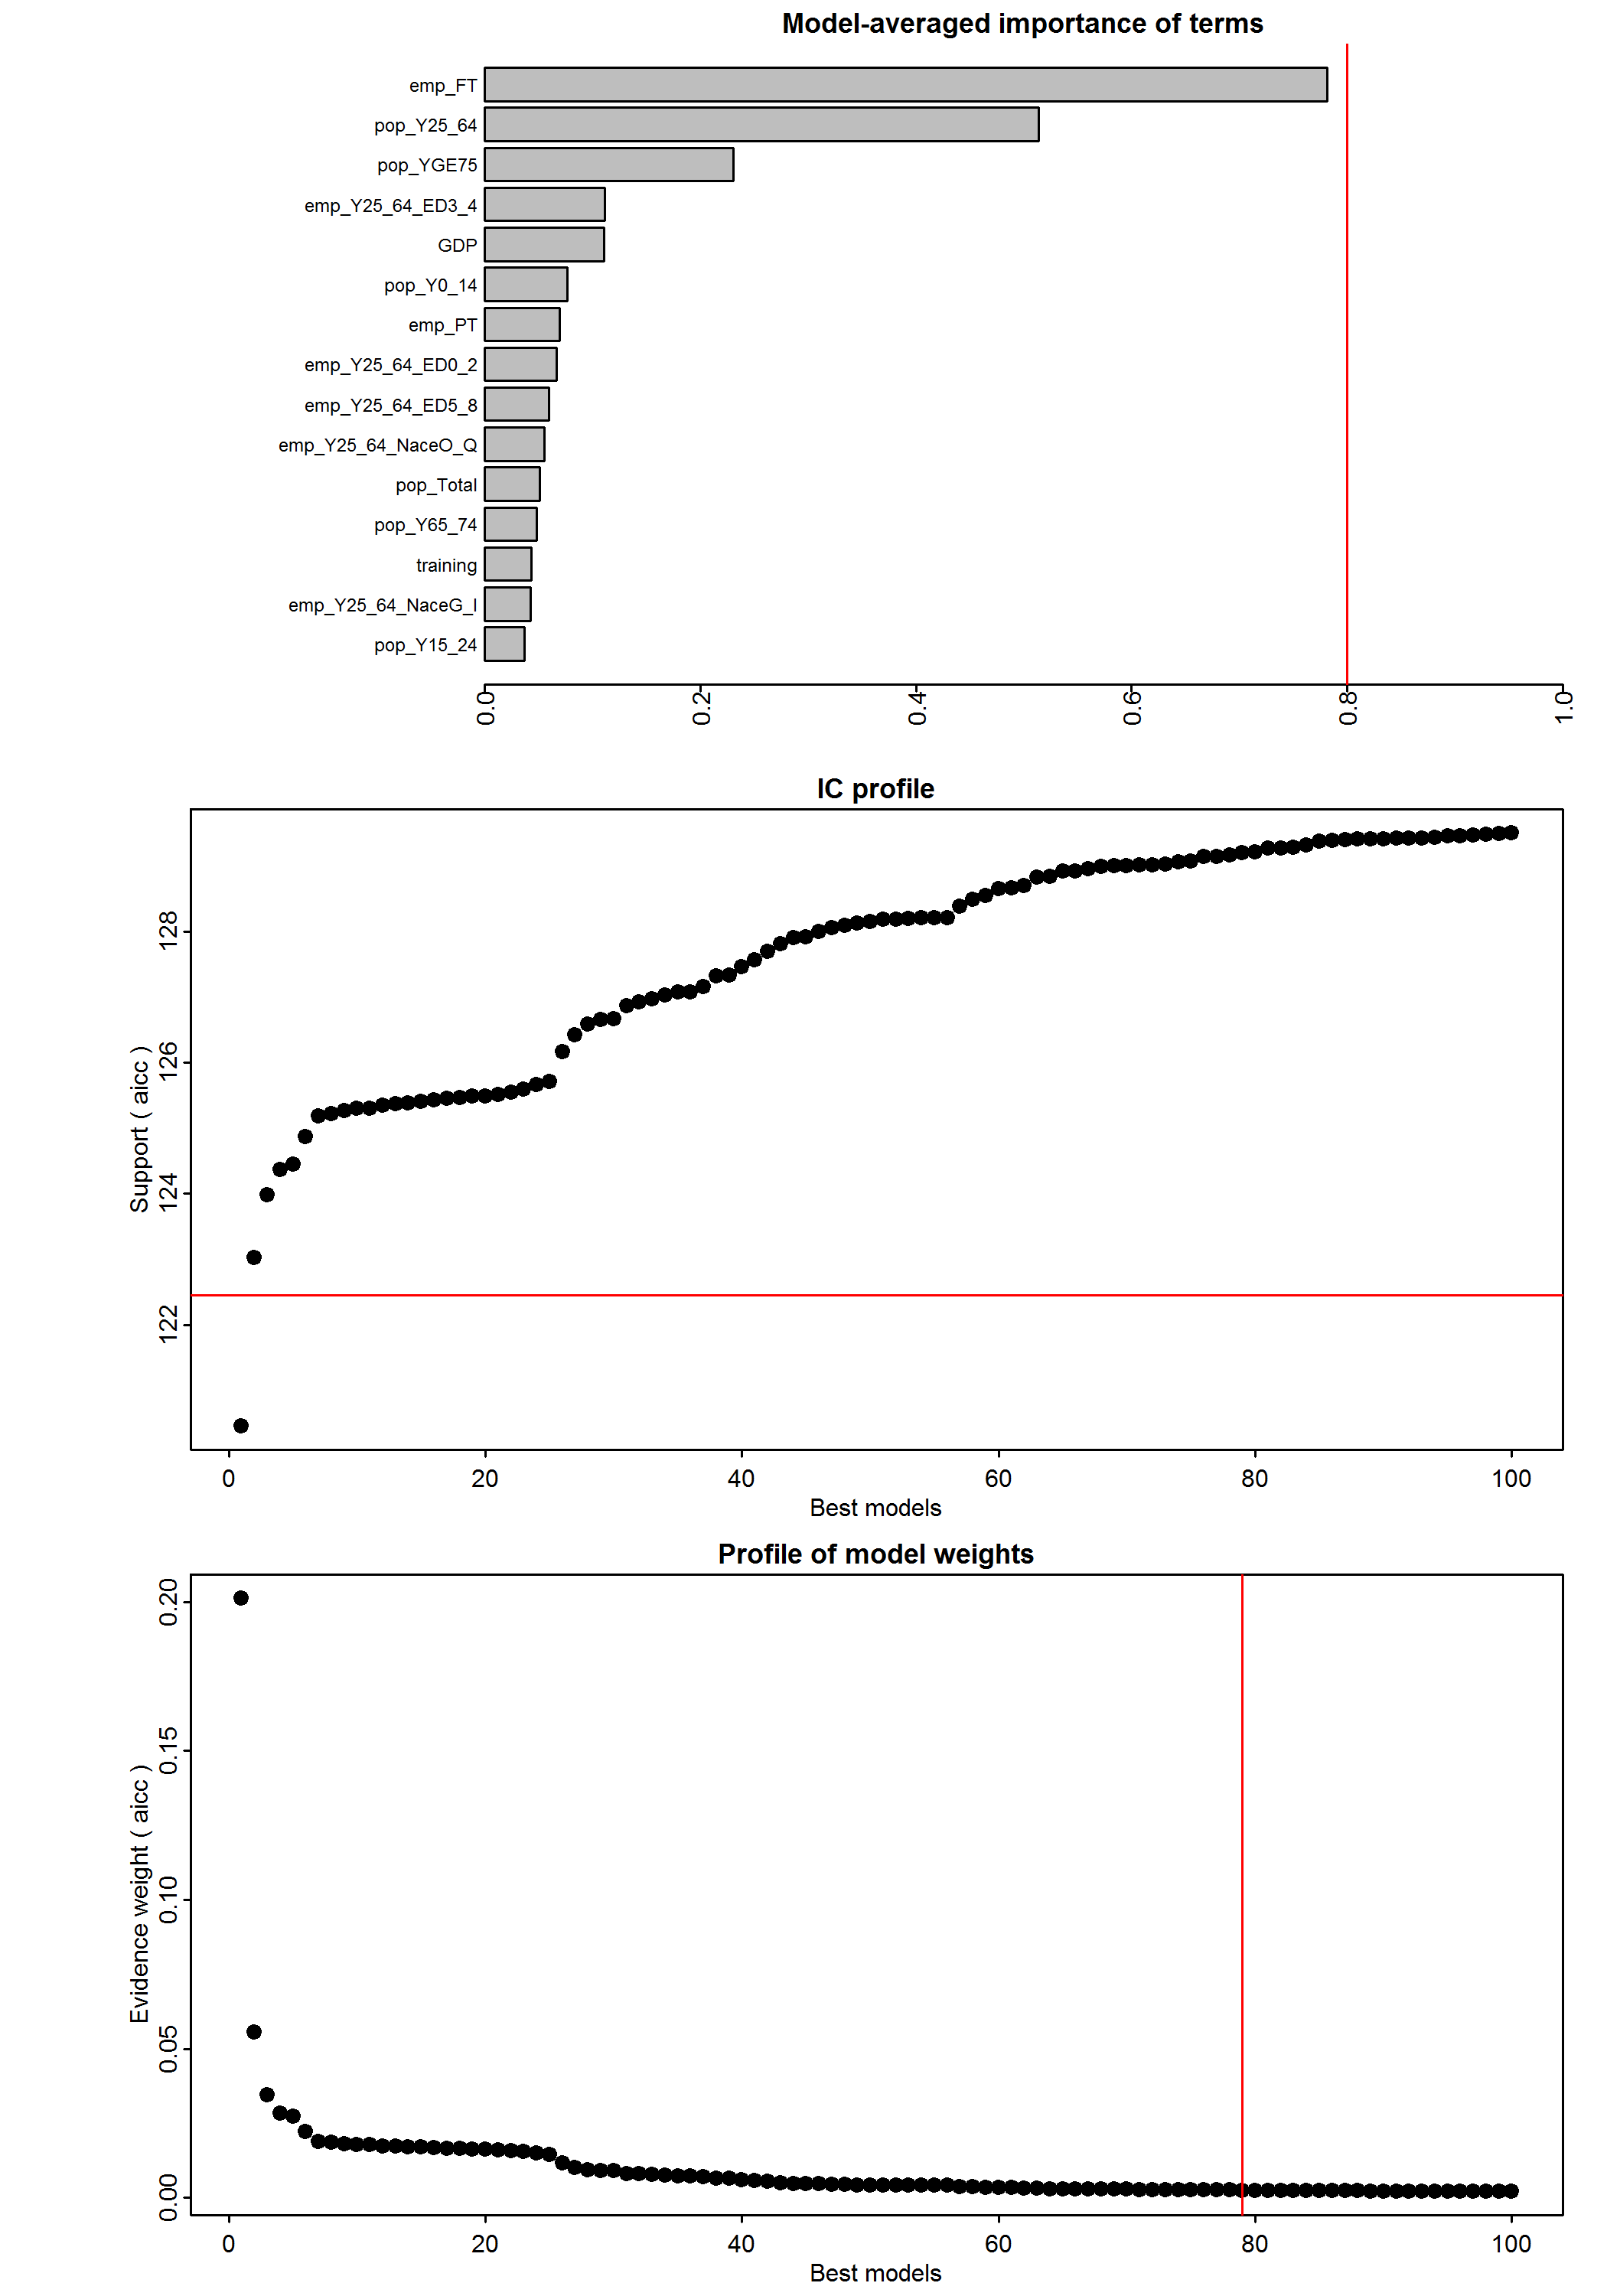 Model-averaged importance of terms
emp_FT
pop_Y25_64
pop_YGE75
emp_Y25_64_ED3_4
GDP
pop_Y0_14
emp_PT
emp_Y25_64_ED0_2
emp_Y25_64_ED5_8
emp_Y25_64_NaceO_Q
pop_Total
pop_Y65_74
training
emp_Y25_64_NaceG_I
pop_Y15_24
0.0 0.2 0.4 0.6 0.8 1.0
IC profile
Support ( aicc )
128
126
124
122
0 20 40 60 80 100
Best models
Profile of model weights
Evidence weight ( aicc )
0.20
0.15
0.10
0.05
0.00
0 20 40 60 80 100
Best models